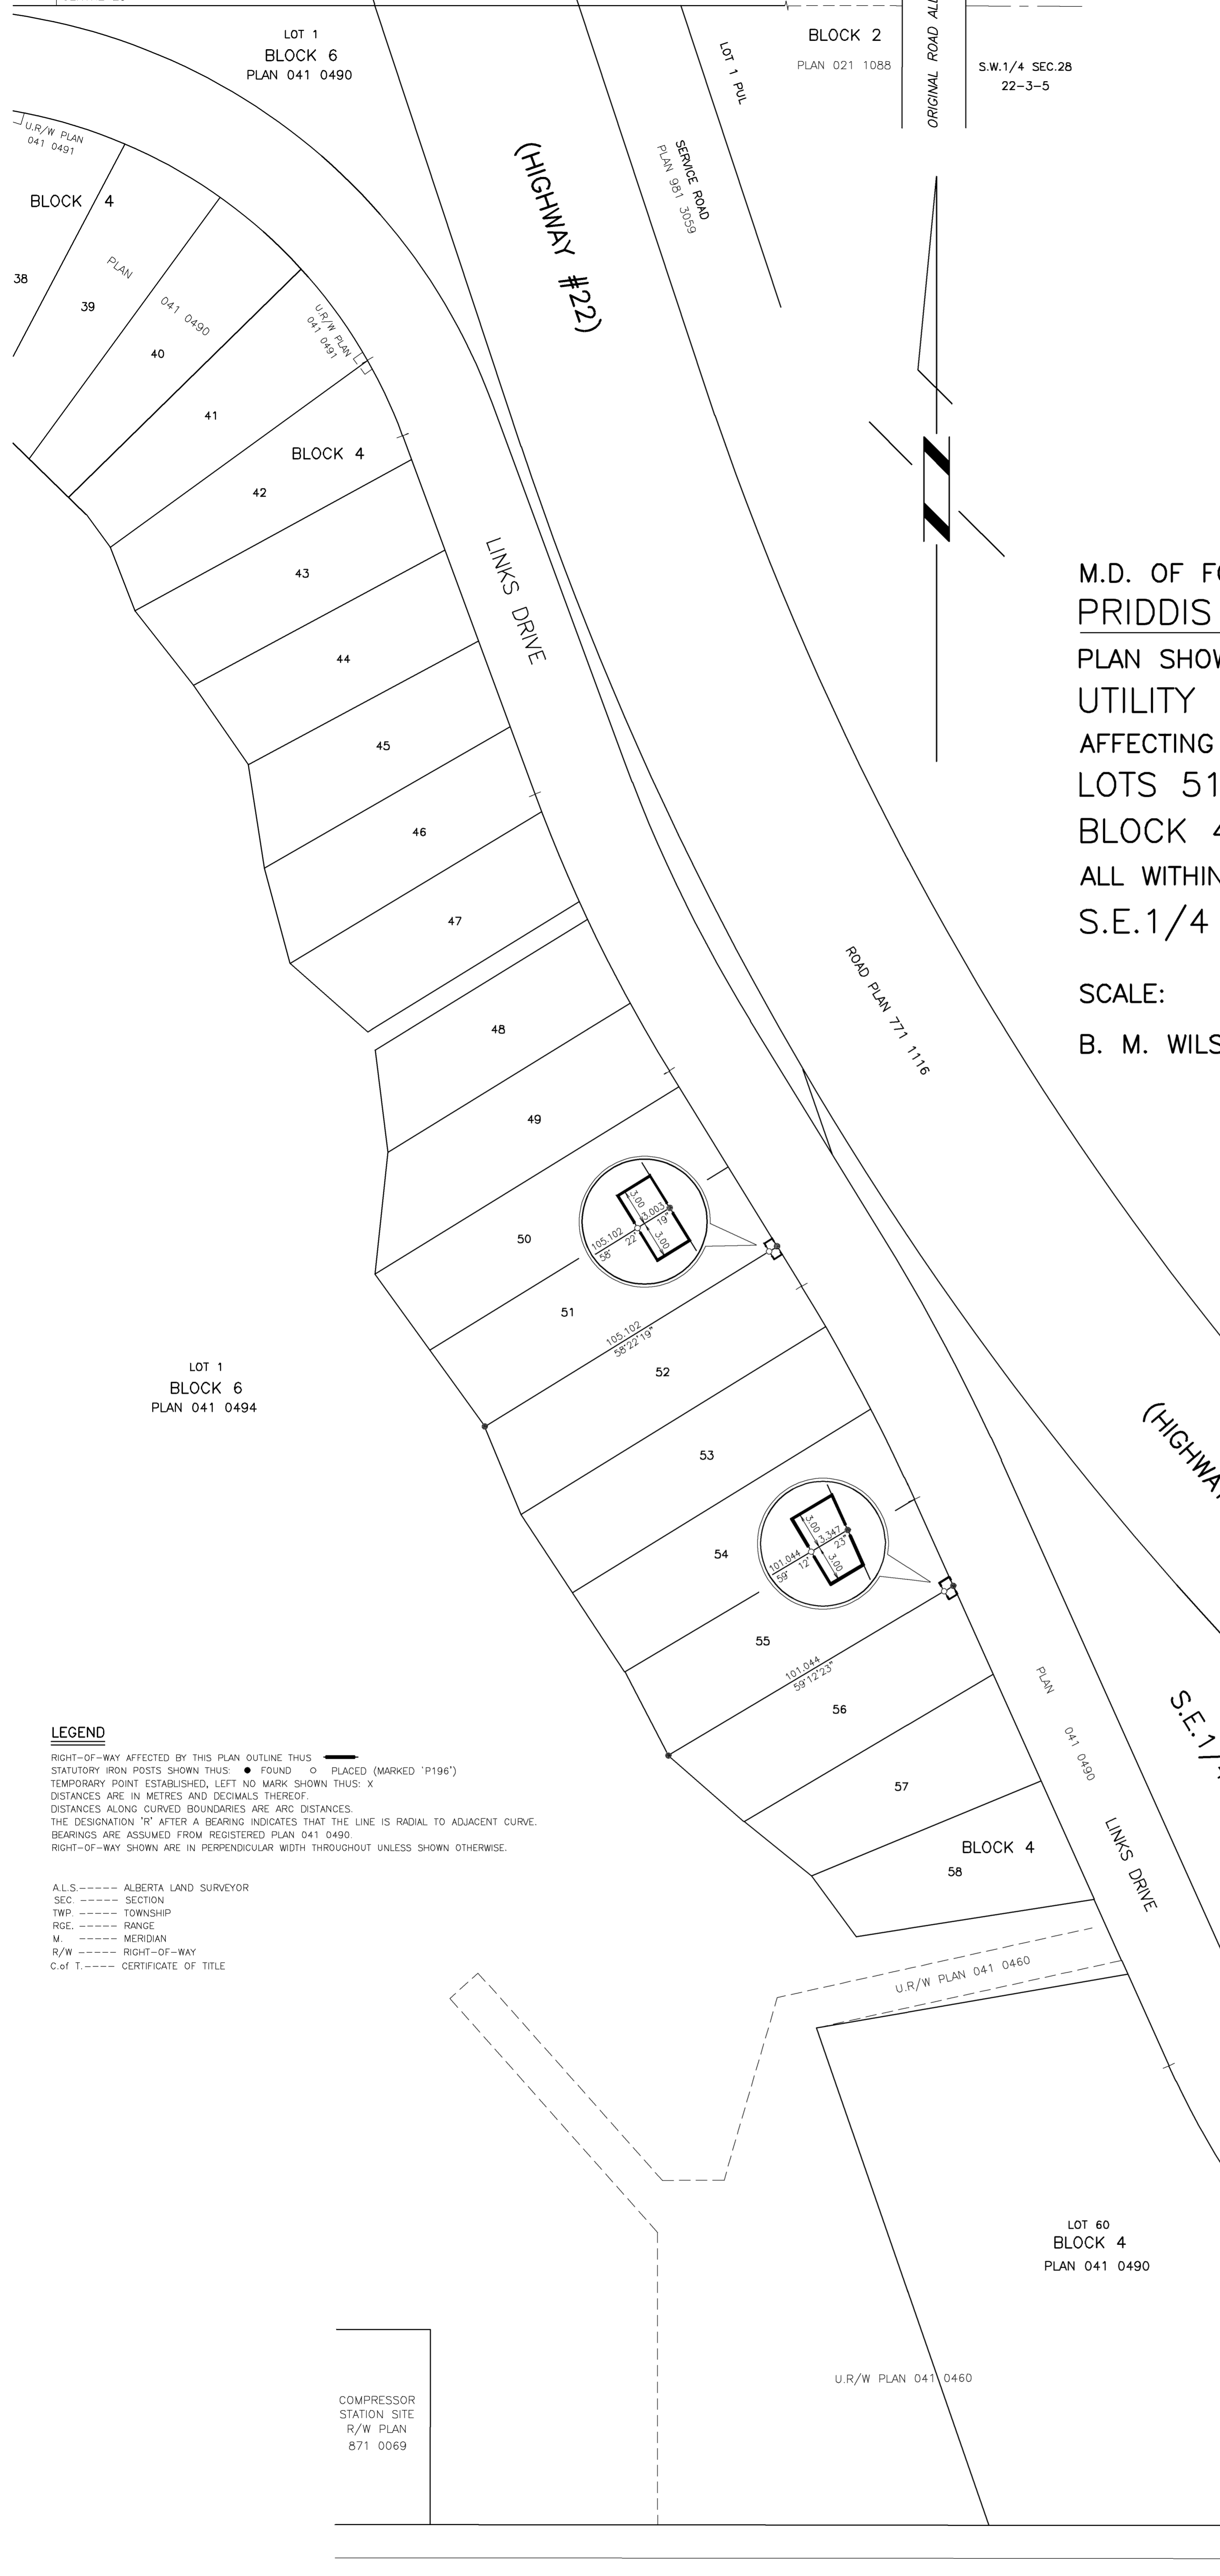 LOT 1
BLOCK 6
PLAN 041 0490
BLOCK 2
PLAN 021 1088
ORIGINAL ROAD
S.W.1/4 SEC.28
22-3-5
LOT 1 PUL
SERVICE ROAD
PLAN 981 3059
(HIGHWAY #22)
U.R/W PLAN
041 0491
BLOCK 4
38
39
PLAN
041 0490
40
41
U.R/W PLAN
041 0491
BLOCK 4
42
43
44
45
46
47
48
49
50
51
52
53
54
55
56
57
BLOCK 4
58
LINKS DRIVE
M.D. OF
PRIDDIS
PLAN
UTILITY
AFFECTING
LOTS 51
BLOCK 4
ALL
S.E.1/4
SCALE:
B. M.
ROAD PLAN 771 1116
3.00
3.003
105.102
58°
22'
19"
3.00
105.102
58°22'19"
3.00
3.347
101.044
59°
12'
23"
3.00
101.044
59°12'23"
LOT 1
BLOCK 6
PLAN 041 0494
PLAN 041 0490
LINKS DRIVE
LEGEND
RIGHT-OF-WAY AFFECTED BY THIS PLAN OUTLINE THUS
STATUTORY IRON POSTS SHOWN THUS: ● FOUND ○ PLACED (MARKED 'P196')
TEMPORARY POINT ESTABLISHED, LEFT NO MARK SHOWN THUS: X
DISTANCES ARE IN METRES AND DECIMALS THEREOF.
DISTANCES ALONG CURVED BOUNDARIES ARE ARC DISTANCES.
THE DESIGNATION 'R' AFTER A BEARING INDICATES THAT THE LINE IS RADIAL TO ADJACENT CURVE.
BEARINGS ARE ASSUMED FROM REGISTERED PLAN 041 0490.
RIGHT-OF-WAY SHOWN ARE IN PERPENDICULAR WIDTH THROUGHOUT UNLESS SHOWN OTHERWISE.
A.L.S.----- ALBERTA LAND SURVEYOR
SEC. ----- SECTION
TWP. ----- TOWNSHIP
RGE. ----- RANGE
M. ----- MERIDIAN
R/W ----- RIGHT-OF-WAY
C.of T.---- CERTIFICATE OF TITLE
U.R/W PLAN 041 0460
LOT 60
BLOCK 4
PLAN 041 0490
U.R/W PLAN 041 0460
COMPRESSOR
STATION SITE
R/W PLAN
871 0069